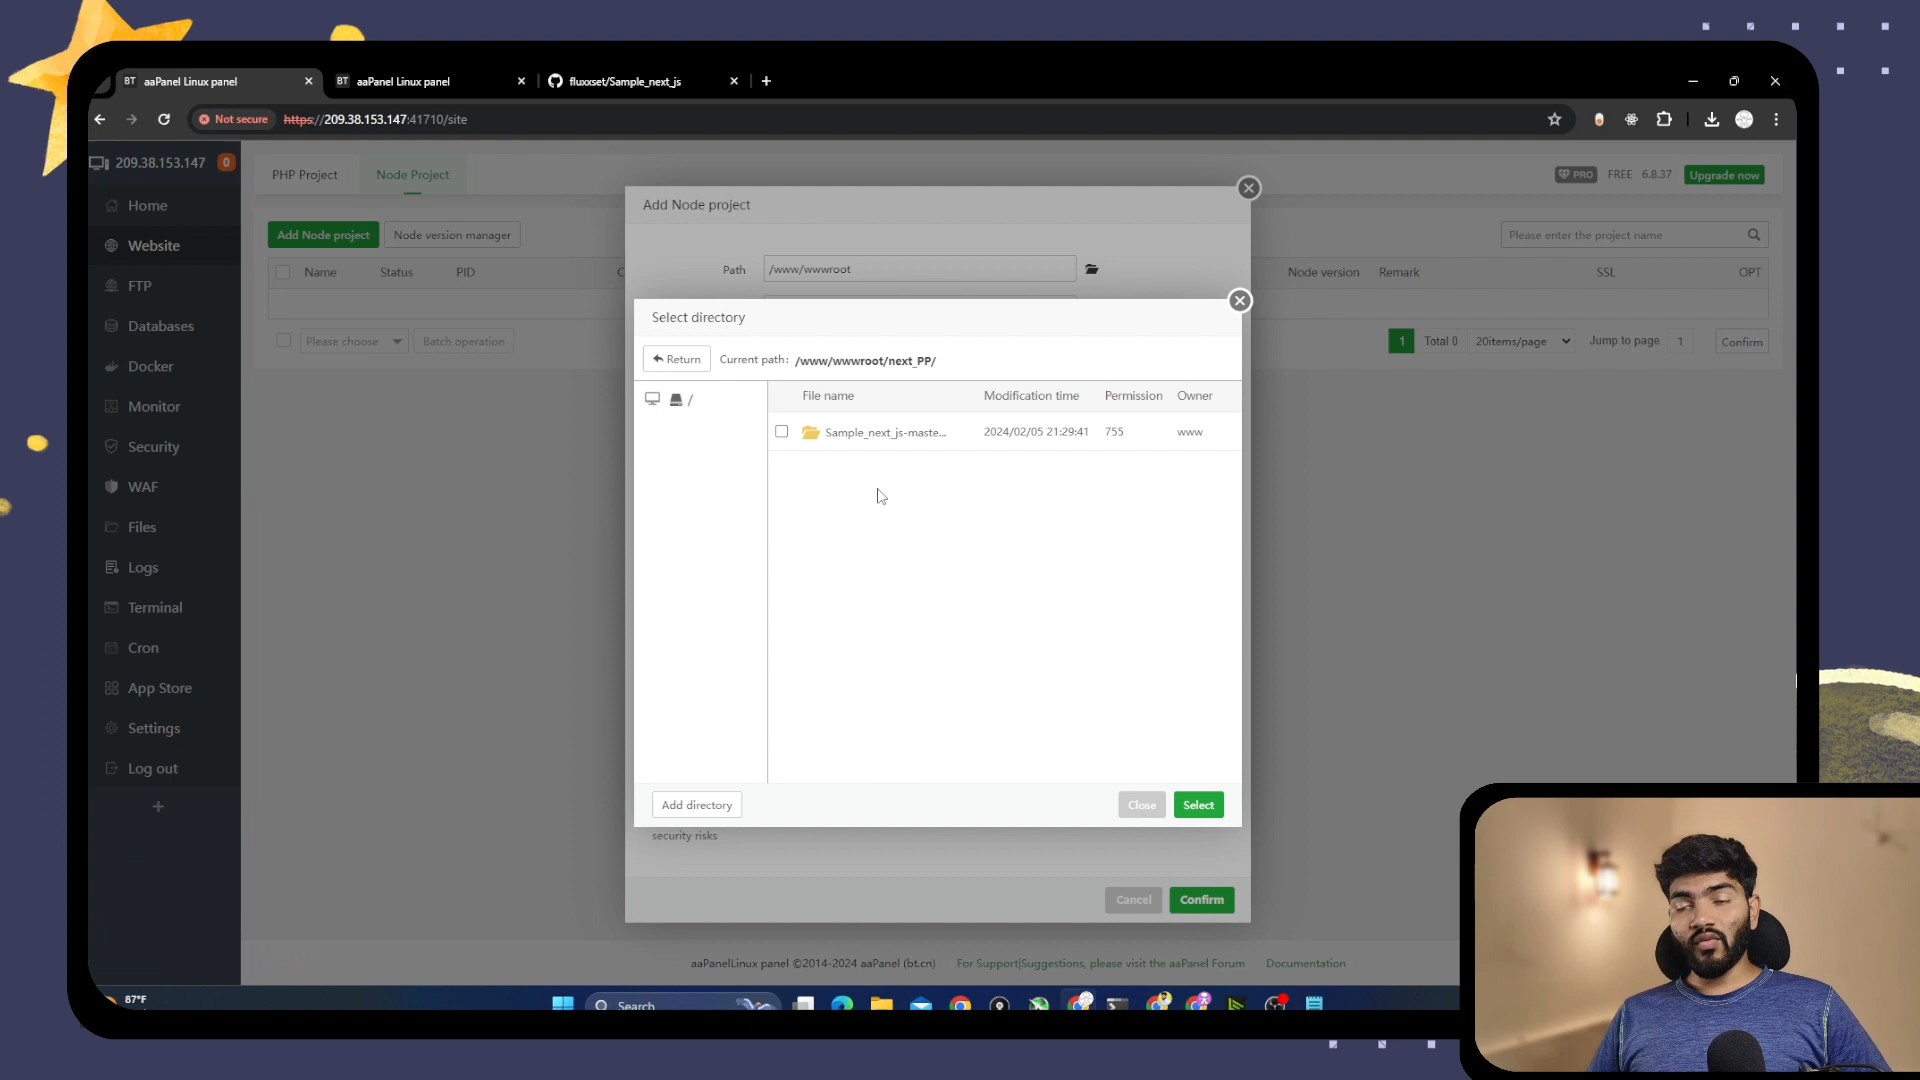 BT aaPanel Linux panel
BT aaPanel Linux panel
fluxxset/Sample_next_js
Not secure https://209.38.153.147:41710/site
209.38.153.147 0
Home
Website
FTP
Databases
Docker
Monitor
Security
WAF
Files
Logs
Terminal
Cron
App Store
Settings
Log out
PHP Project Node Project
PRO FREE 6.8.37 Upgrade now
Add Node project Node version manager
Please enter the project name
Name Status PID C Node version Remark SSL OPT
Please choose Batch operation
1 Total 0 20items/page Jump to page 1 Confirm
Add Node project
Path /www/wwwroot
Select directory
Return Current path: /www/wwwroot/next_PP/
/
File name Modification time Permission Owner
Sample_next_js-maste... 2024/02/05 21:29:41 755 www
Add directory Close Select
security risks
Cancel Confirm
aaPanelLinux panel ©2014-2024 aaPanel (bt.cn) For Support|Suggestions, please visit the aaPanel Forum Documentation
87°F
Search